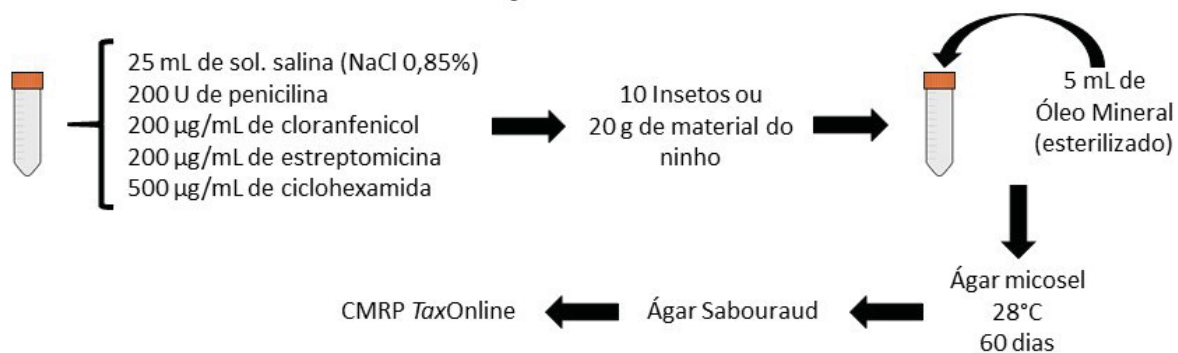 25 mL de sol. salina (NaCl 0,85%)
200 U de penicilina
200 µg/mL de cloranfenicol
200 µg/mL de estreptomicina
500 µg/mL de ciclohexamida
10 Insetos ou
20 g de material do
ninho
5 mL de
Óleo Mineral
(esterilizado)
Ágar micosel
28°C
60 dias
Ágar Sabouraud
CMRP TaxOnline